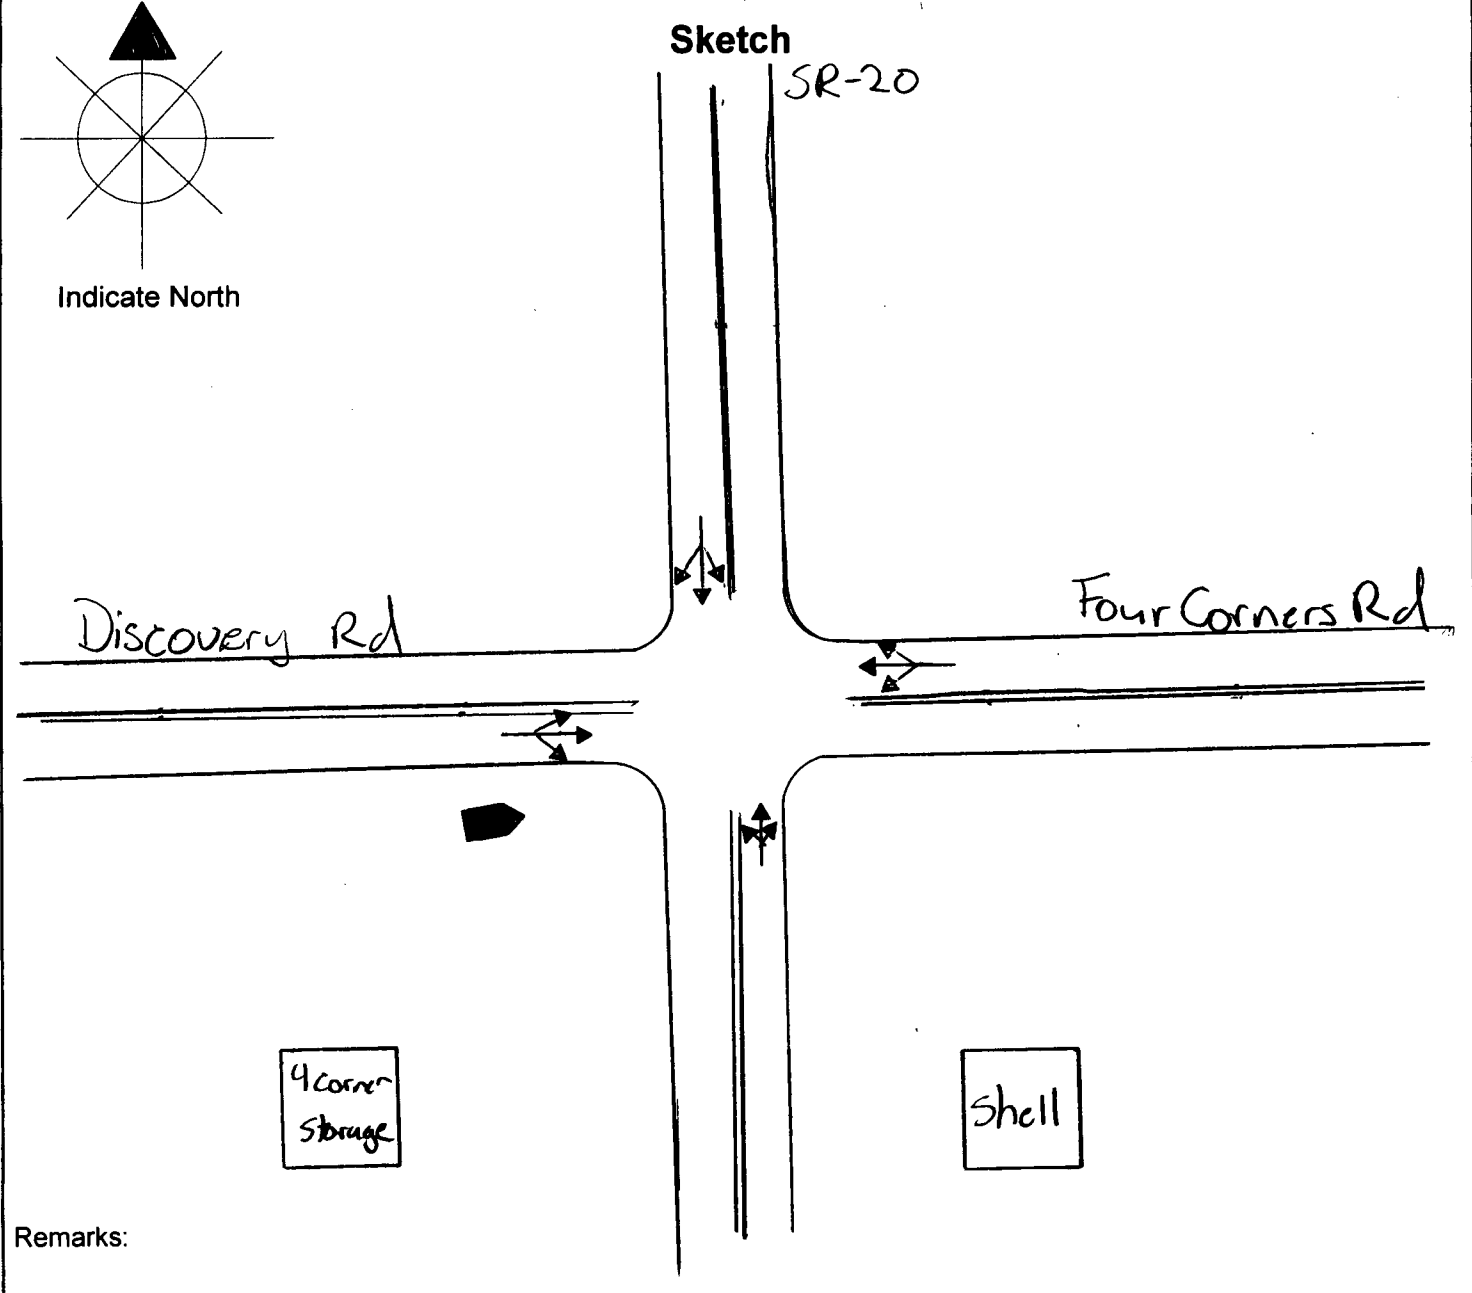 Sketch
SR-20
Indicate North
Discovery Rd
Four Corners Rd
4 Corner
Storage
Shell
Remarks: